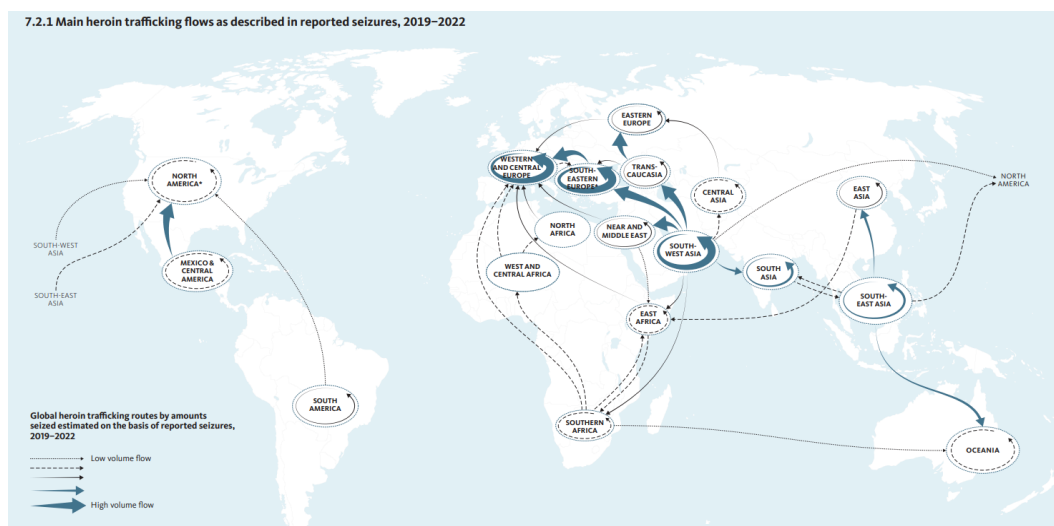 7.2.1 Main heroin trafficking flows as described in reported seizures, 2019–2022
EASTERN
EUROPE
WESTERN
AND CENTRAL
EUROPE
SOUTH-
EASTERN
EUROPE*
TRANS-
CAUCASIA
NORTH
AMERICA*
CENTRAL
ASIA
EAST
ASIA
NORTH
AMERICA
NORTH
AFRICA
NEAR AND
MIDDLE EAST
SOUTH-WEST
ASIA
SOUTH-
WEST ASIA
MEXICO &
CENTRAL
AMERICA
WEST AND
CENTRAL AFRICA
SOUTH
ASIA
SOUTH-EAST
ASIA
SOUTH-
EAST ASIA
EAST
AFRICA
SOUTH
AMERICA
SOUTHERN
AFRICA
OCEANIA
Global heroin trafficking routes by amounts
seized estimated on the basis of reported seizures,
2019–2022
Low volume flow
High volume flow